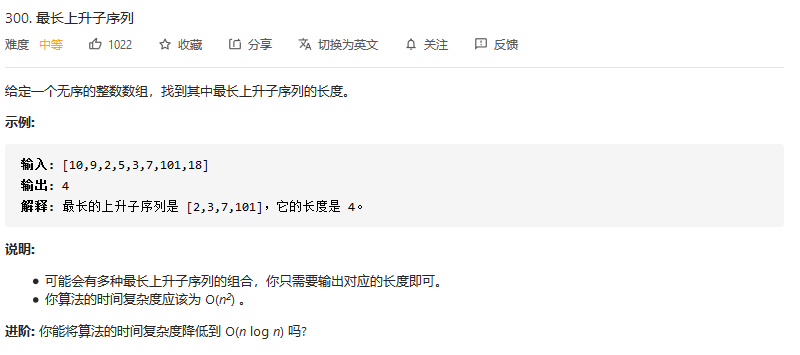 300. 最长上升子序列
难度 中等 1022 收藏 分享 切换为英文 关注 反馈
给定一个无序的整数数组，找到其中最长上升子序列的长度。
示例:
输入: [10,9,2,5,3,7,101,18]
输出: 4
解释: 最长的上升子序列是 [2,3,7,101]，它的长度是 4。
说明:
● 可能会有多种最长上升子序列的组合，你只需要输出对应的长度即可。
● 你算法的时间复杂度应该为 O(n²) 。
进阶: 你能将算法的时间复杂度降低到 O(n log n) 吗?